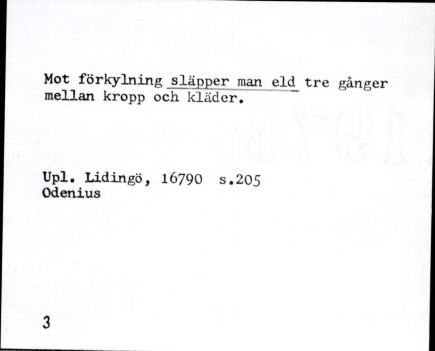 Mot förkylning släpper man eld tre gånger
mellan kropp och kläder.
Upl. Lidingö, 16790 s.205
Odenius
3